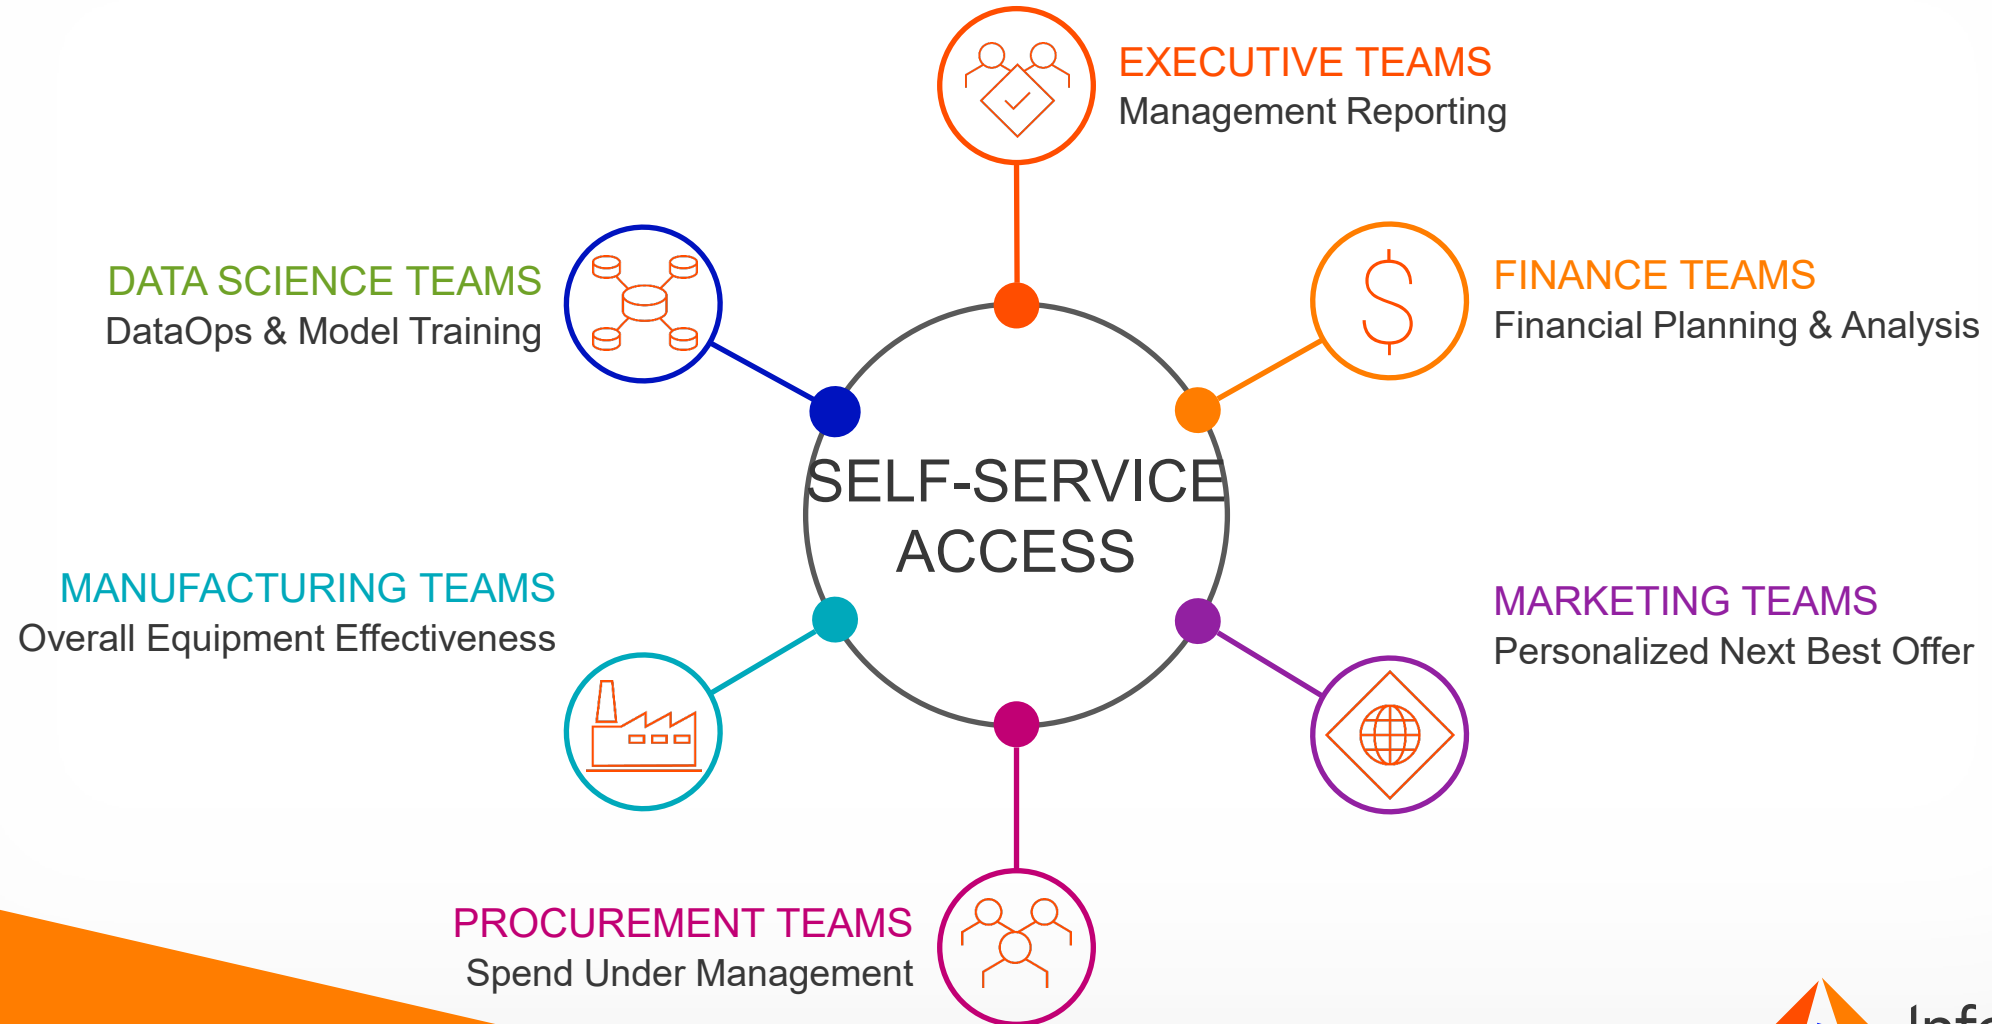 EXECUTIVE TEAMS
Management Reporting
DATA SCIENCE TEAMS
DataOps & Model Training
FINANCE TEAMS
Financial Planning & Analysis
SELF-SERVICE
ACCESS
MANUFACTURING TEAMS
Overall Equipment Effectiveness
MARKETING TEAMS
Personalized Next Best Offer
PROCUREMENT TEAMS
Spend Under Management